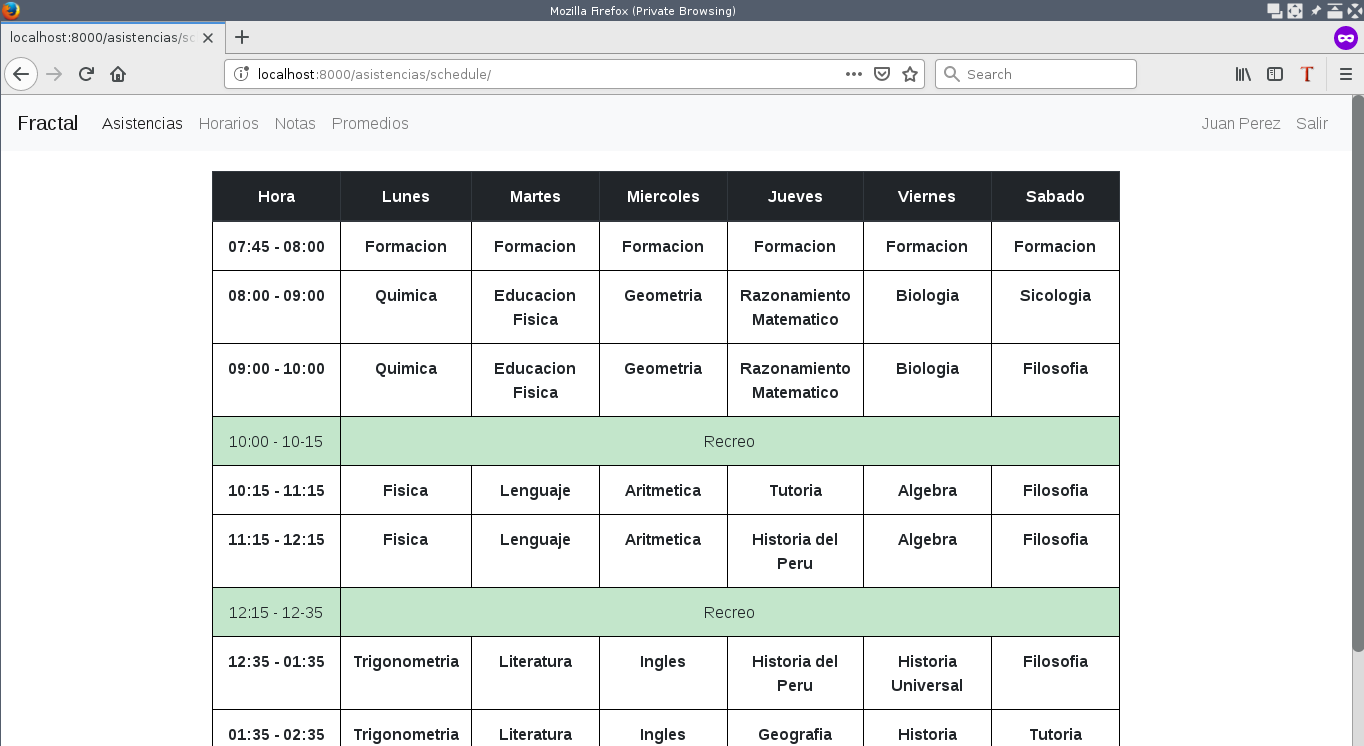 Mozilla Firefox (Private Browsing)
localhost:8000/asistencias/sc
localhost:8000/asistencias/schedule/
Search
Fractal Asistencias Horarios Notas Promedios Juan Perez Salir
Hora Lunes Martes Miercoles Jueves Viernes Sabado
07:45 - 08:00 Formacion Formacion Formacion Formacion Formacion Formacion
08:00 - 09:00 Quimica Educacion Geometria Razonamiento Biologia Sicologia
Fisica Matematico
09:00 - 10:00 Quimica Educacion Geometria Razonamiento Biologia Filosofia
Fisica Matematico
10:00 - 10-15 Recreo
10:15 - 11:15 Fisica Lenguaje Aritmetica Tutoria Algebra Filosofia
11:15 - 12:15 Fisica Lenguaje Aritmetica Historia del Algebra Filosofia
Peru
12:15 - 12-35 Recreo
12:35 - 01:35 Trigonometria Literatura Ingles Historia del Historia Filosofia
Peru Universal
01:35 - 02:35 Trigonometria Literatura Ingles Geografia Historia Tutoria